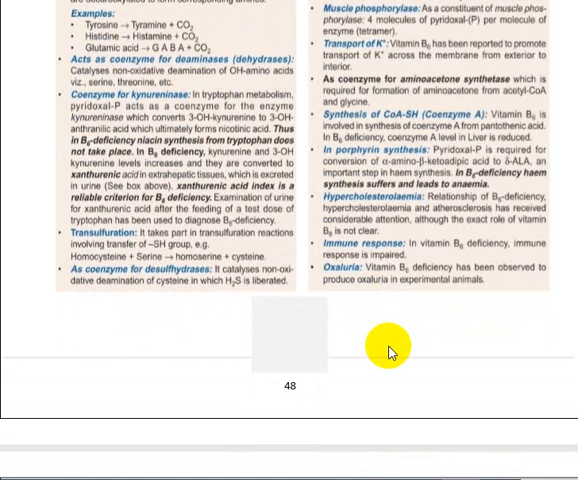 Examples:
• Tyrosine → Tyramine + CO2
• Histidine → Histamine + CO2
• Glutamic acid → G A B A + CO2
• Acts as coenzyme for deaminases (dehydrases):
Catalyses non-oxidative deamination of OH-amino acids
viz., serine, threonine, etc.
• Coenzyme for kynureninase: In tryptophan metabolism,
pyridoxal-P acts as a coenzyme for the enzyme
kynureninase which converts 3-OH-kynurenine to 3-OH-
anthranilic acid which ultimately forms nicotinic acid. Thus
in B6-deficiency niacin synthesis from tryptophan does
not take place. In B6 deficiency, kynurenine and 3-OH
kynurenine levels increases and they are converted to
xanthurenic acid in extrahepatic tissues, which is excreted
in urine (See box above). xanthurenic acid index is a
reliable criterion for B6 deficiency. Examination of urine
for xanthurenic acid after the feeding of a test dose of
tryptophan has been used to diagnose B6-deficiency.
• Transulfuration: It takes part in transulfuration reactions
involving transfer of –SH group, e.g.
Homocysteine + Serine → homoserine + cysteine.
• As coenzyme for desulfhydrases: It catalyses non-oxi-
dative deamination of cysteine in which H2S is liberated.
• Muscle phosphorylase: As a constituent of muscle phos-
phorylase: 4 molecules of pyridoxal-(P) per molecule of
enzyme (tetramer).
• Transport of K+: Vitamin B6 has been reported to promote
transport of K+ across the membrane from exterior to
interior.
• As coenzyme for aminoacetone synthetase which is
required for formation of aminoacetone from acetyl-CoA
and glycine.
• Synthesis of CoA-SH (Coenzyme A): Vitamin B6 is
involved in synthesis of coenzyme A from pantothenic acid.
In B6 deficiency, coenzyme A level in Liver is reduced.
• In porphyrin synthesis: Pyridoxal-P is required for
conversion of α-amino-β-ketoadipic acid to δ-ALA, an
important step in haem synthesis. In B6-deficiency haem
synthesis suffers and leads to anaemia.
• Hypercholesterolaemia: Relationship of B6-deficiency,
hypercholesterolaemia and atherosclerosis has received
considerable attention, although the exact role of vitamin
B6 is not clear.
• Immune response: In vitamin B6 deficiency, immune
response is impaired.
• Oxaluria: Vitamin B6 deficiency has been observed to
produce oxaluria in experimental animals.
48